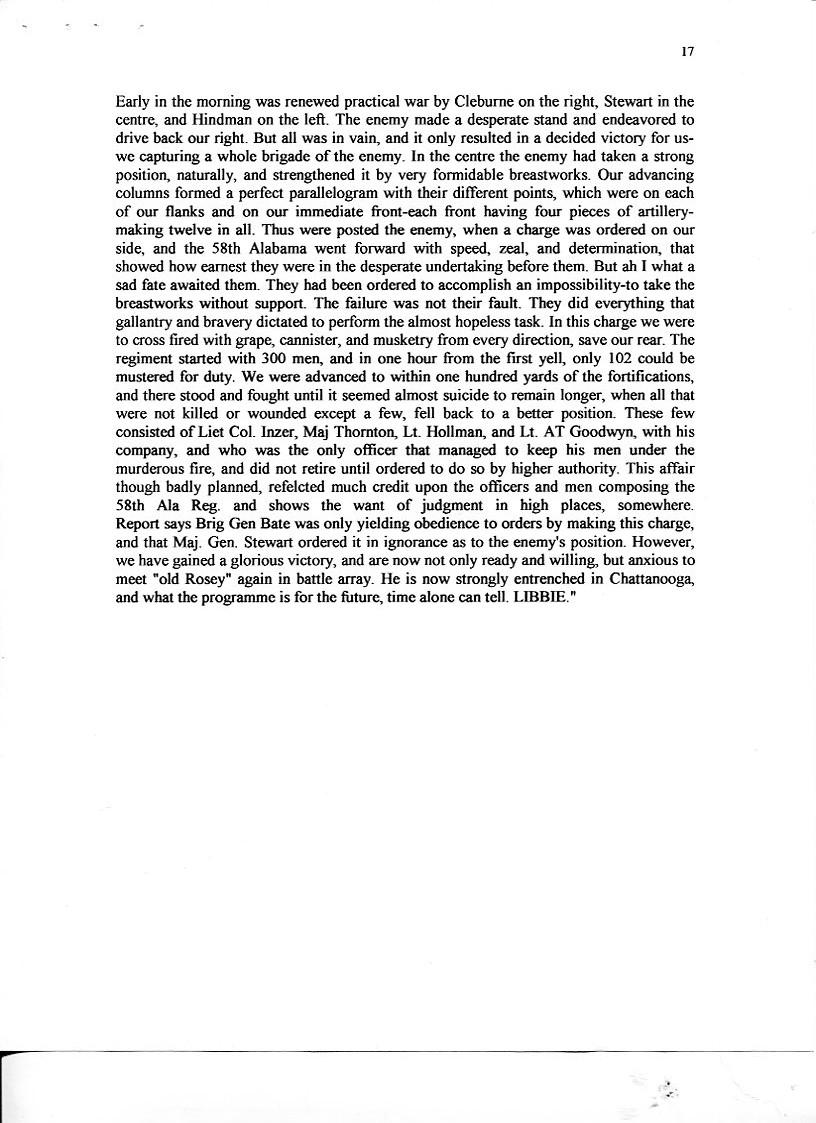 17
Early in the morning was renewed practical war by Cleburne on the right, Stewart in the
centre, and Hindman on the left. The enemy made a desperate stand and endeavored to
drive back our right. But all was in vain, and it only resulted in a decided victory for us-
we capturing a whole brigade of the enemy. In the centre the enemy had taken a strong
position, naturally, and strengthened it by very formidable breastworks. Our advancing
columns formed a perfect parallelogram with their different points, which were on each
of our flanks and on our immediate front-each front having four pieces of artillery-
making twelve in all. Thus were posted the enemy, when a charge was ordered on our
side, and the 58th Alabama went forward with speed, zeal, and determination, that
showed how earnest they were in the desperate undertaking before them. But ah I what a
sad fate awaited them. They had been ordered to accomplish an impossibility-to take the
breastworks without support. The failure was not their fault. They did everything that
gallantry and bravery dictated to perform the almost hopeless task. In this charge we were
to cross fired with grape, cannister, and musketry from every direction, save our rear. The
regiment started with 300 men, and in one hour from the first yell, only 102 could be
mustered for duty. We were advanced to within one hundred yards of the fortifications,
and there stood and fought until it seemed almost suicide to remain longer, when all that
were not killed or wounded except a few, fell back to a better position. These few
consisted of Liet Col. Inzer, Maj Thornton, Lt. Hollman, and Lt. AT Goodwyn, with his
company, and who was the only officer that managed to keep his men under the
murderous fire, and did not retire until ordered to do so by higher authority. This affair
though badly planned, refelcted much credit upon the officers and men composing the
58th Ala Reg. and shows the want of judgment in high places, somewhere.
Report says Brig Gen Bate was only yielding obedience to orders by making this charge,
and that Maj. Gen. Stewart ordered it in ignorance as to the enemy's position. However,
we have gained a glorious victory, and are now not only ready and willing, but anxious to
meet "old Rosey" again in battle array. He is now strongly entrenched in Chattanooga,
and what the programme is for the future, time alone can tell. LIBBIE."